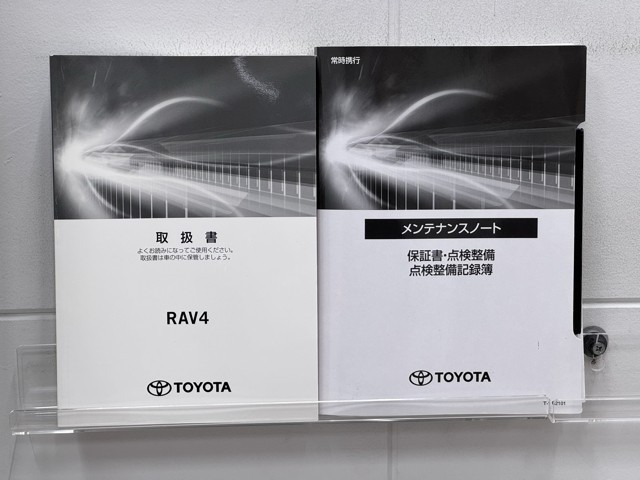 取扱書
よくお読みになってご使用ください。
取扱書は車の中に保管しましょう。
RAV4
TOYOTA
常時携行
メンテナンスノート
保証書・点検整備
点検整備記録簿
TOYOTA